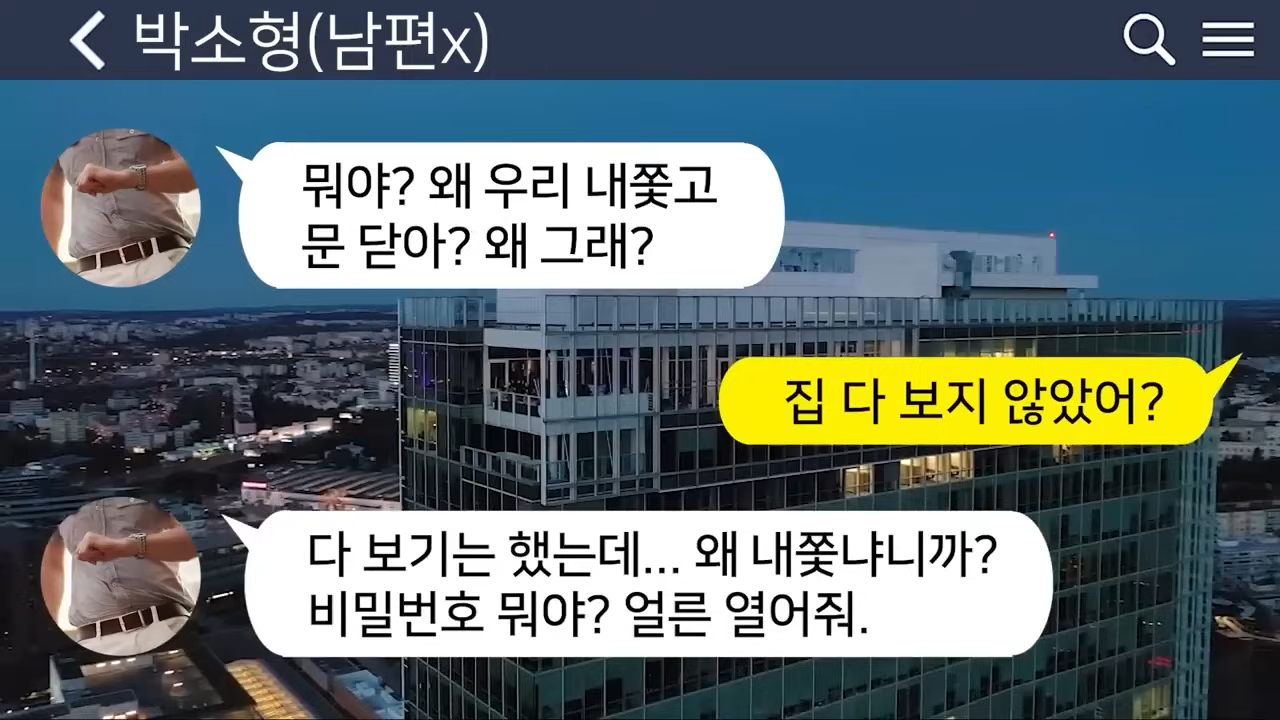 박소형(남편x)
뭐야? 왜 우리 내쫓고
문 닫아? 왜 그래?
집 다 보지 않았어?
다 보기는 했는데... 왜 내쫓냐니까?
비밀번호 뭐야? 얼른 열어줘.